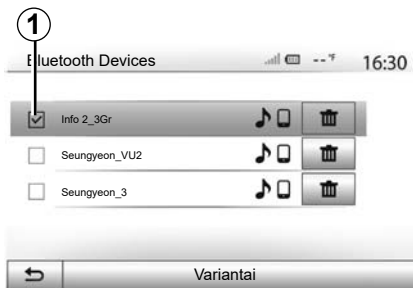 1
Bluetooth Devices -- °F 16:30
Info 2_3Gr
Seungyeon_VU2
Seungyeon_3
Variantai